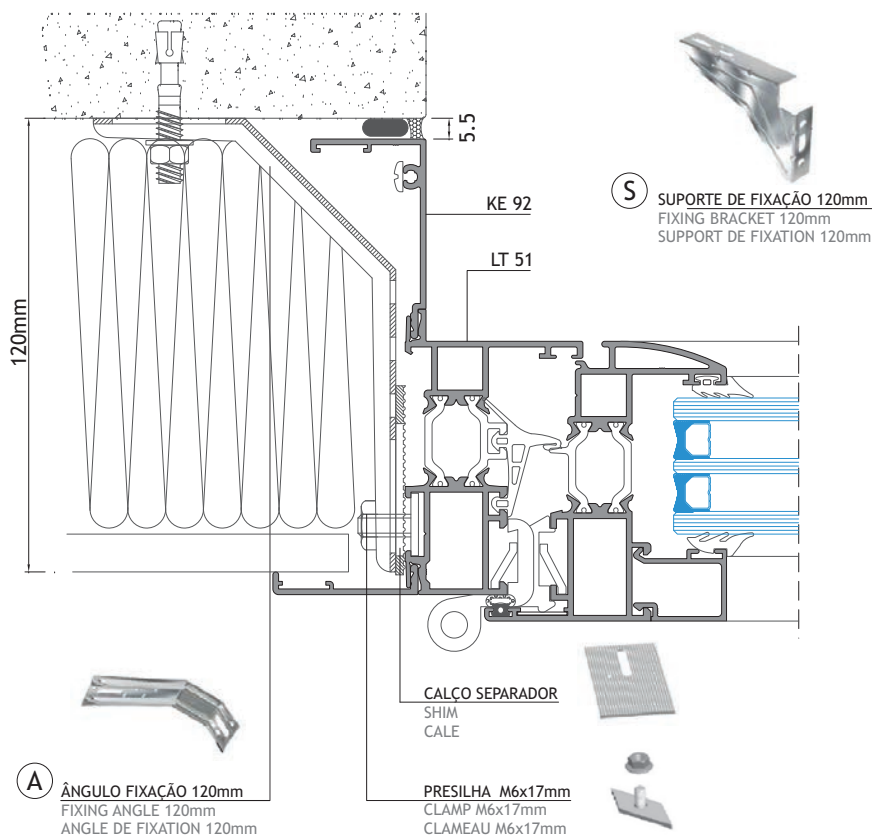 5.5
S
SUPORTE DE FIXAÇÃO 120mm
FIXING BRACKET 120mm
SUPPORT DE FIXATION 120mm
KE 92
LT 51
120mm
CALÇO SEPARADOR
SHIM
CALE
A
ÂNGULO FIXAÇÃO 120mm
FIXING ANGLE 120mm
ANGLE DE FIXATION 120mm
PRESILHA M6x17mm
CLAMP M6x17mm
CLAMEAU M6x17mm